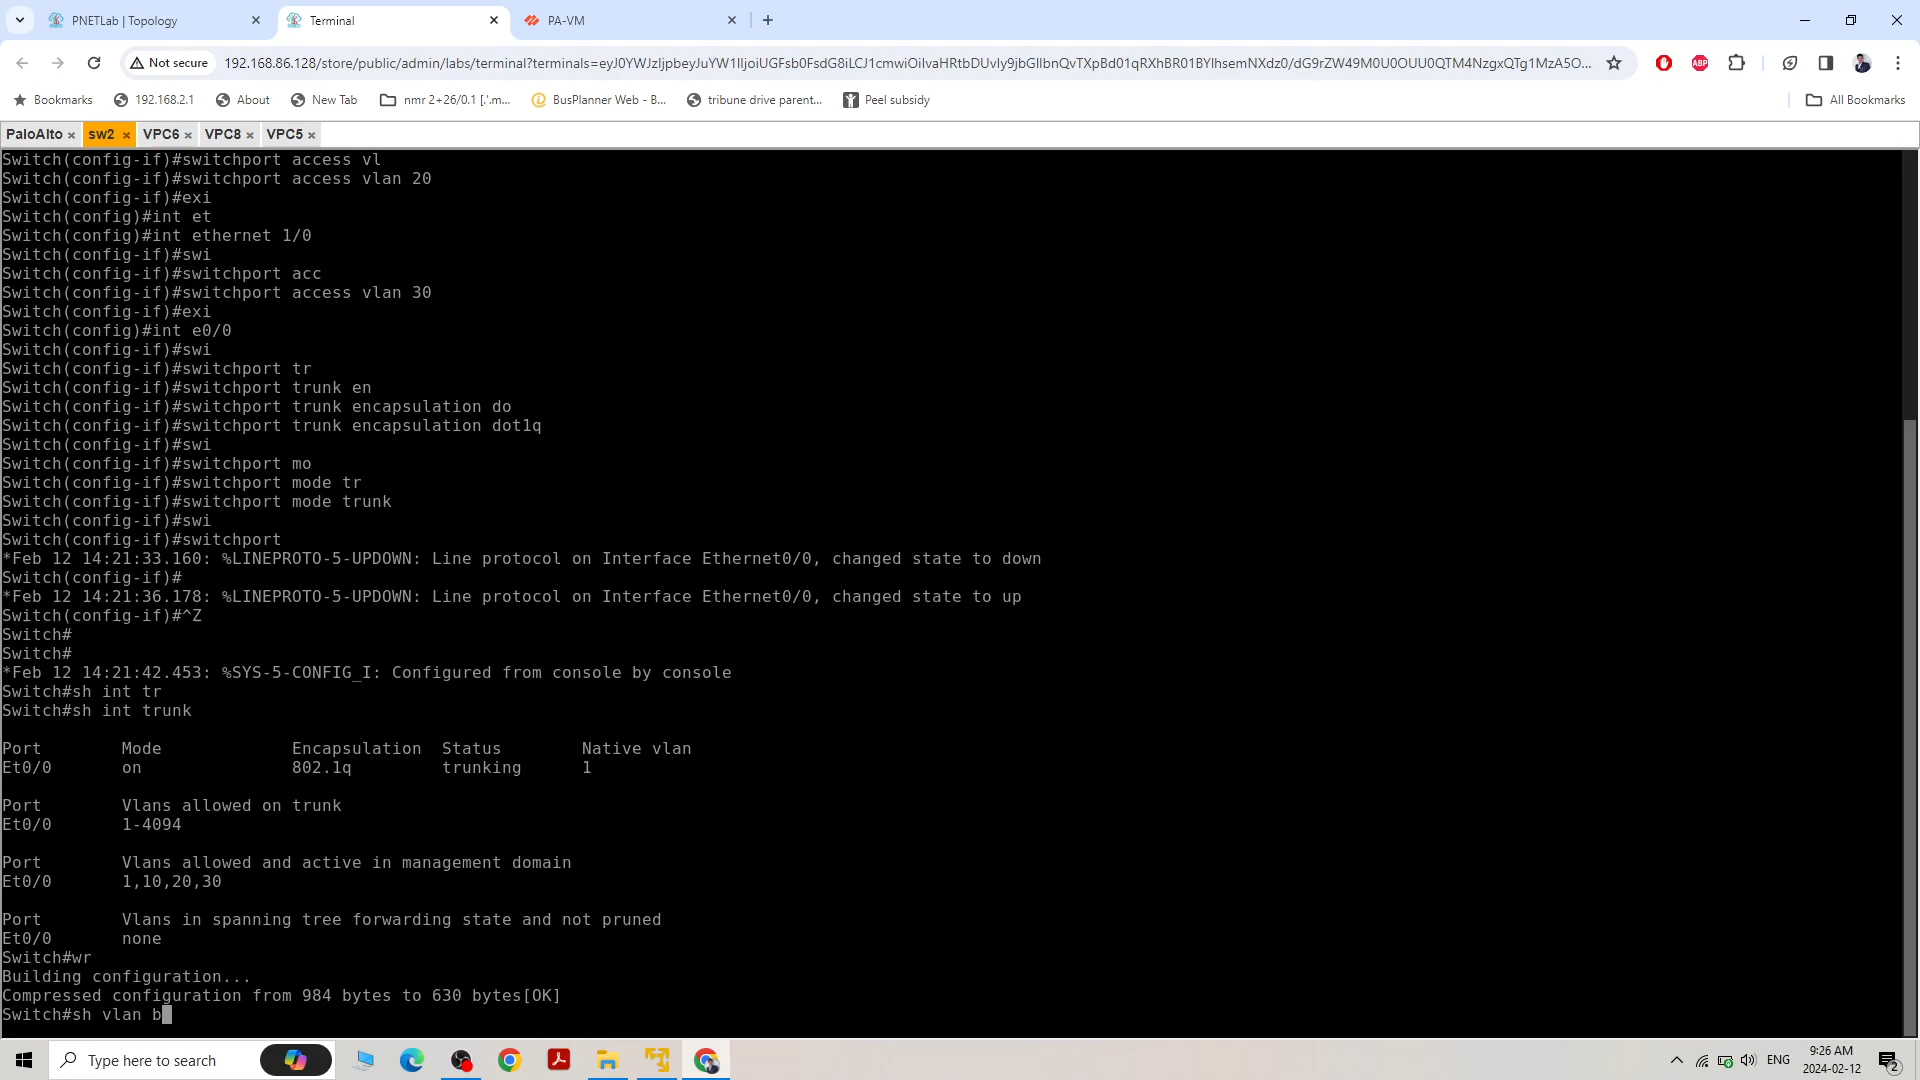 PNETLab | Topology
Terminal
PA-VM
Not secure
192.168.86.128/store/public/admin/labs/terminal?terminals=eyJ0YWJzIjpbeyJuYW1lIjoiUGFsb0FsdG8iLCJ1cmwiOiIvaHRtbDUvIy9jbGllbnQvTXpBd01qRXhBR01BYlhsemNXdz0/dG9rZW49M0U0OUU0QTM4NzgxQTg1MzA5O...
ABP
Bookmarks
192.168.2.1
About
New Tab
nmr 2+26/0.1 [.'.m...
BusPlanner Web - B...
tribune drive parent...
Peel subsidy
All Bookmarks
PaloAlto
sw2
VPC6
VPC8
VPC5
Switch(config-if)#switchport access vl
Switch(config-if)#switchport access vlan 20
Switch(config-if)#exi
Switch(config)#int et
Switch(config)#int ethernet 1/0
Switch(config-if)#swi
Switch(config-if)#switchport acc
Switch(config-if)#switchport access vlan 30
Switch(config-if)#exi
Switch(config)#int e0/0
Switch(config-if)#swi
Switch(config-if)#switchport tr
Switch(config-if)#switchport trunk en
Switch(config-if)#switchport trunk encapsulation do
Switch(config-if)#switchport trunk encapsulation dot1q
Switch(config-if)#swi
Switch(config-if)#switchport mo
Switch(config-if)#switchport mode tr
Switch(config-if)#switchport mode trunk
Switch(config-if)#swi
Switch(config-if)#switchport
*Feb 12 14:21:33.160: %LINEPROTO-5-UPDOWN: Line protocol on Interface Ethernet0/0, changed state to down
Switch(config-if)#
*Feb 12 14:21:36.178: %LINEPROTO-5-UPDOWN: Line protocol on Interface Ethernet0/0, changed state to up
Switch(config-if)#^Z
Switch#
Switch#
*Feb 12 14:21:42.453: %SYS-5-CONFIG_I: Configured from console by console
Switch#sh int tr
Switch#sh int trunk
Port Mode Encapsulation Status Native vlan
Et0/0 on 802.1q trunking 1
Port Vlans allowed on trunk
Et0/0 1-4094
Port Vlans allowed and active in management domain
Et0/0 1,10,20,30
Port Vlans in spanning tree forwarding state and not pruned
Et0/0 none
Switch#wr
Building configuration...
Compressed configuration from 984 bytes to 630 bytes[OK]
Switch#sh vlan b
Type here to search
ENG
9:26 AM
2024-02-12
2